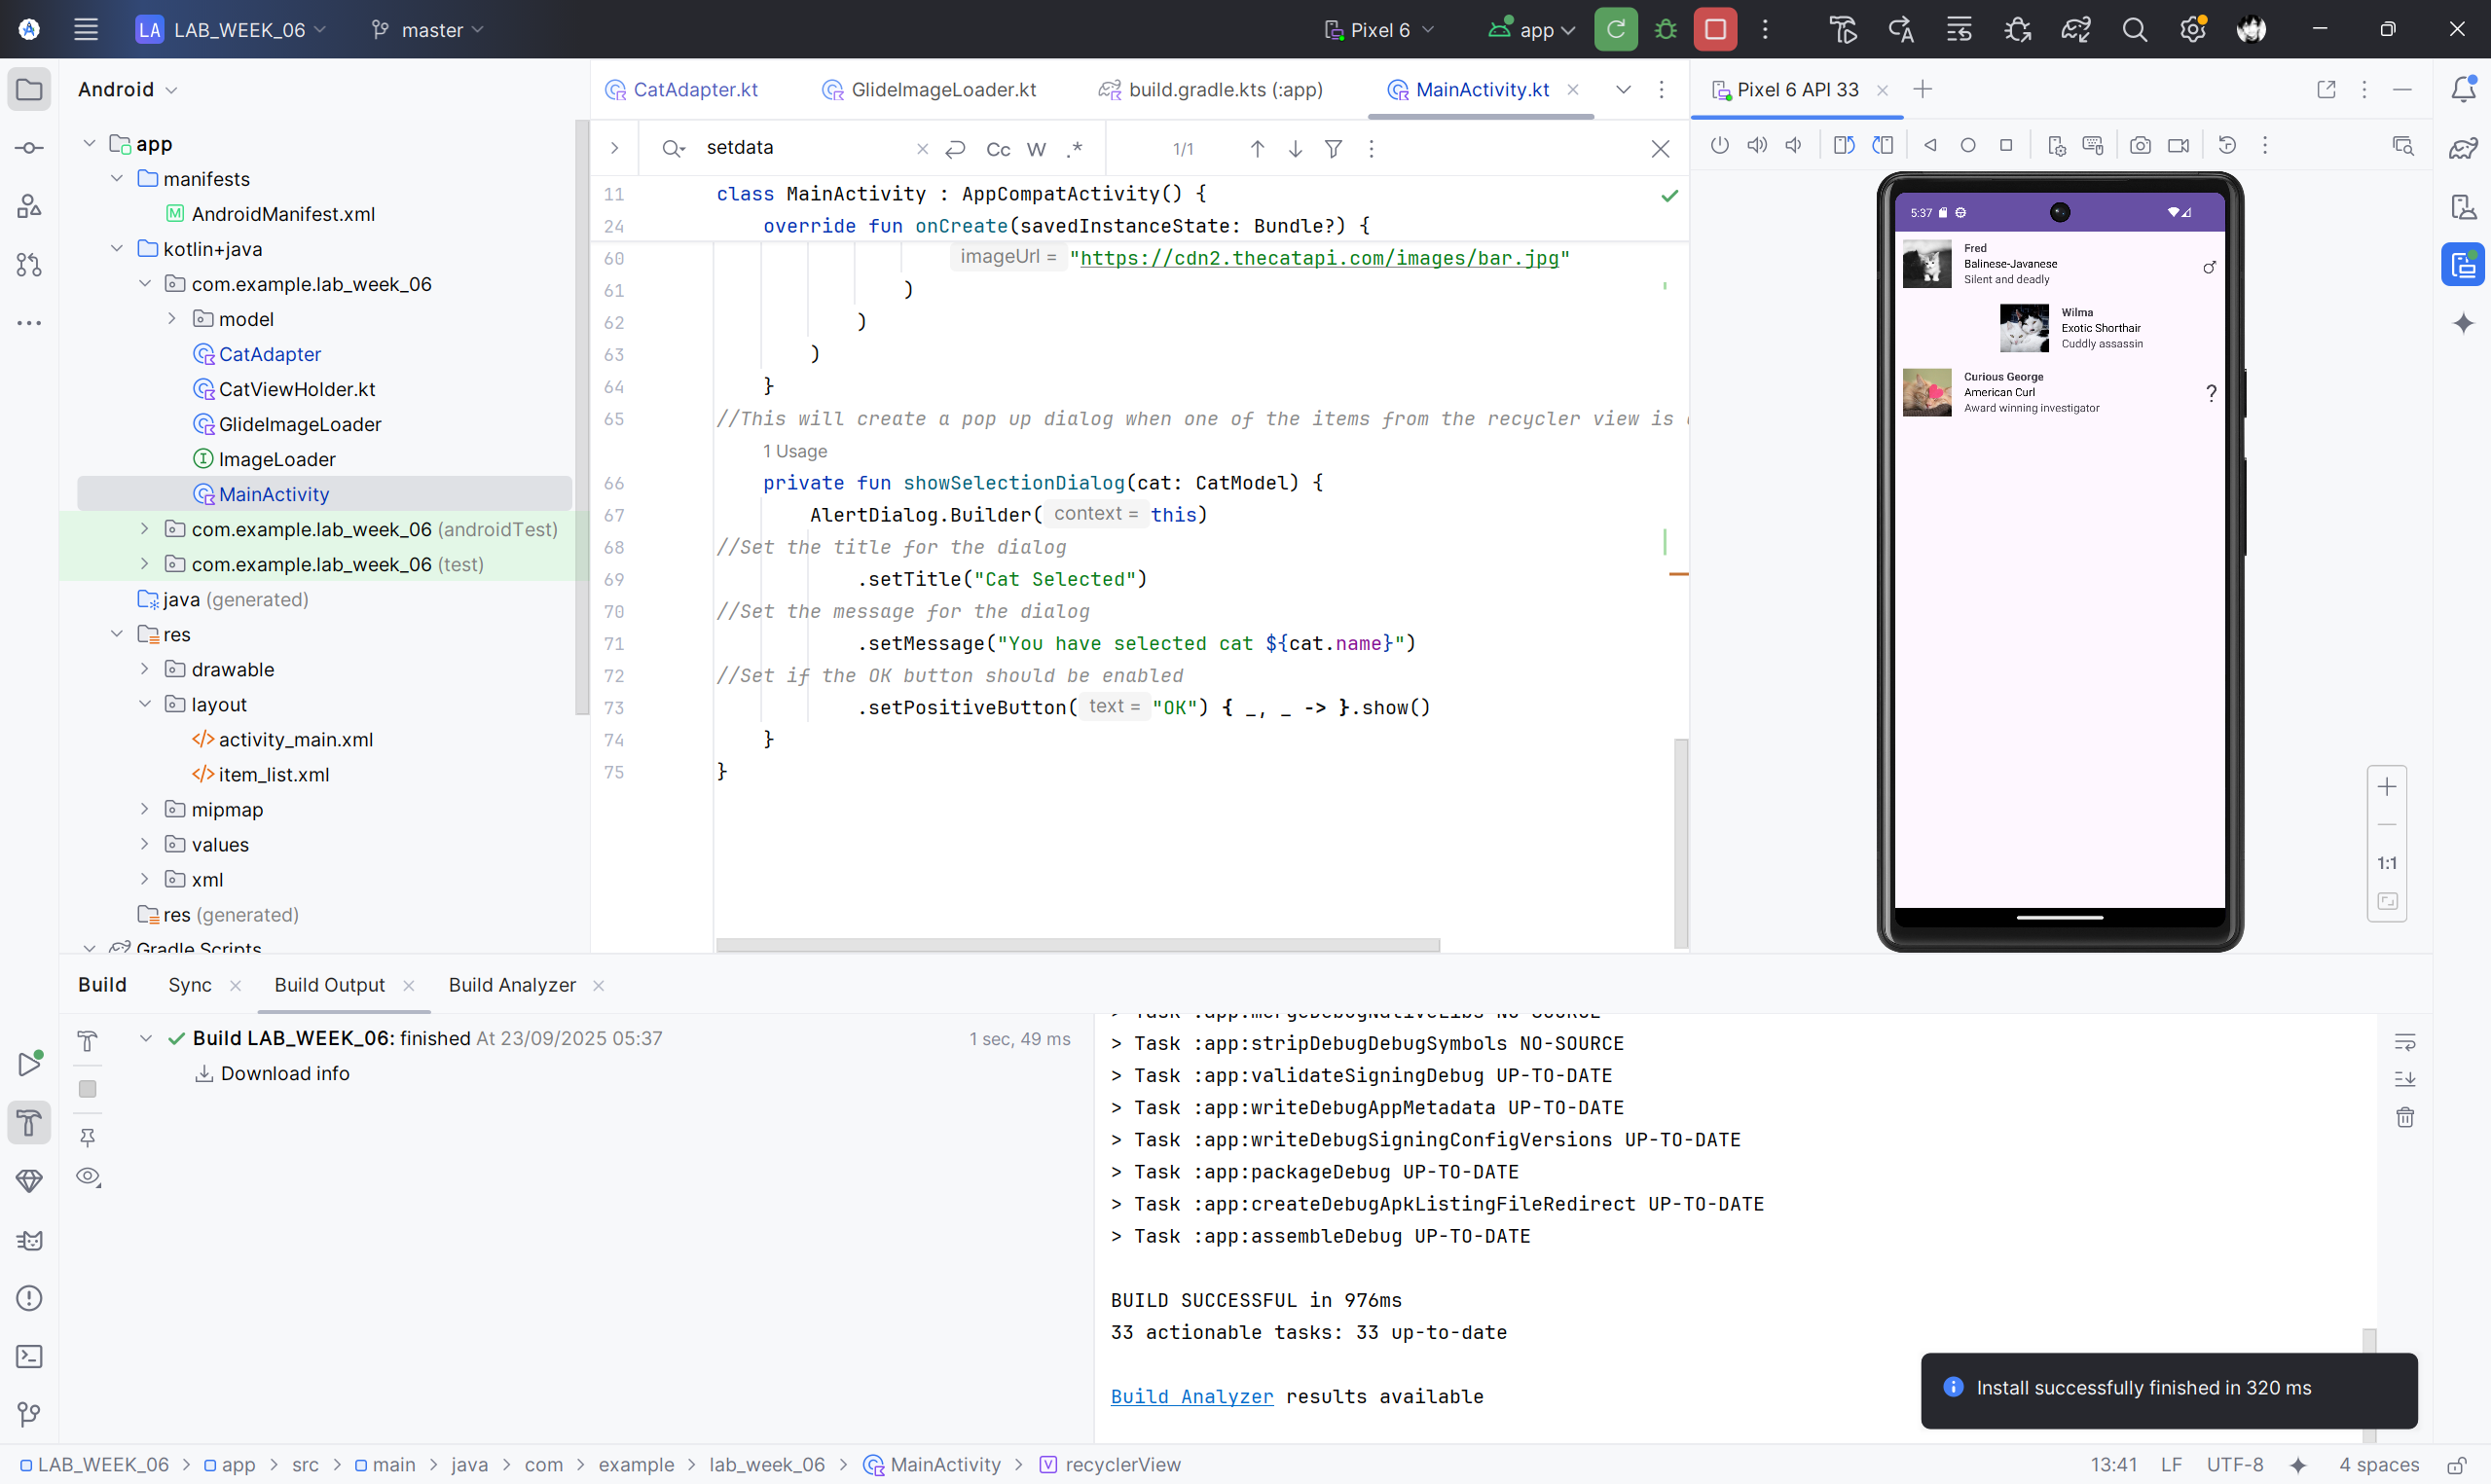 LA LAB_WEEK_06 master Pixel 6 app
Android
CatAdapter.kt GlideImageLoader.kt build.gradle.kts (:app) MainActivity.kt
Pixel 6 API 33
app
manifests
AndroidManifest.xml
kotlin+java
com.example.lab_week_06
model
CatAdapter
CatViewHolder.kt
GlideImageLoader
ImageLoader
MainActivity
com.example.lab_week_06 (androidTest)
com.example.lab_week_06 (test)
java (generated)
res
drawable
layout
activity_main.xml
item_list.xml
mipmap
values
xml
res (generated)
Gradle Scripts
setdata Cc W .* 1/1
11 class MainActivity : AppCompatActivity() {
24 override fun onCreate(savedInstanceState: Bundle?) {
60 imageUrl = "https://cdn2.thecatapi.com/images/bar.jpg"
61 )
62 )
63 )
64 }
65 //This will create a pop up dialog when one of the items from the recycler view is
1 Usage
66 private fun showSelectionDialog(cat: CatModel) {
67 AlertDialog.Builder( context = this)
68 //Set the title for the dialog
69 .setTitle("Cat Selected")
70 //Set the message for the dialog
71 .setMessage("You have selected cat ${cat.name}")
72 //Set if the OK button should be enabled
73 .setPositiveButton( text = "OK") { _, _ -> }.show()
74 }
75 }
5:37
Fred
Balinese-Javanese
Silent and deadly
♂
Wilma
Exotic Shorthair
Cuddly assassin
Curious George
American Curl
Award winning investigator
?
1:1
Build Sync Build Output Build Analyzer
Build LAB_WEEK_06: finished At 23/09/2025 05:37 1 sec, 49 ms
Download info
> Task :app:mergeDebugNativeLibs NO-SOURCE
> Task :app:stripDebugDebugSymbols NO-SOURCE
> Task :app:validateSigningDebug UP-TO-DATE
> Task :app:writeDebugAppMetadata UP-TO-DATE
> Task :app:writeDebugSigningConfigVersions UP-TO-DATE
> Task :app:packageDebug UP-TO-DATE
> Task :app:createDebugApkListingFileRedirect UP-TO-DATE
> Task :app:assembleDebug UP-TO-DATE
BUILD SUCCESSFUL in 976ms
33 actionable tasks: 33 up-to-date
Build Analyzer results available
Install successfully finished in 320 ms
LAB_WEEK_06 > app > src > main > java > com > example > lab_week_06 > MainActivity > recyclerView
13:41 LF UTF-8 4 spaces